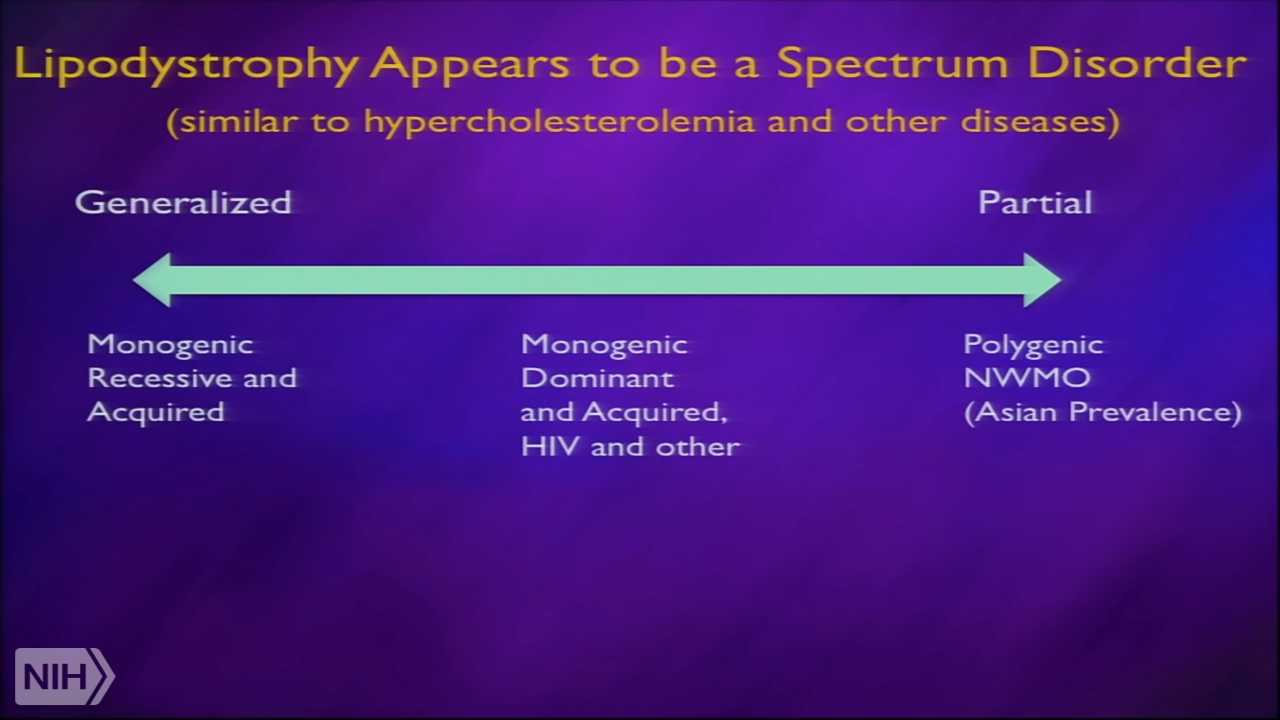 Lipodystrophy Appears to be a Spectrum Disorder
(similar to hypercholesterolemia and other diseases)
Generalized
Partial
Monogenic
Recessive and
Acquired
Monogenic
Dominant
and Acquired,
HIV and other
Polygenic
NWMO
(Asian Prevalence)
NIH